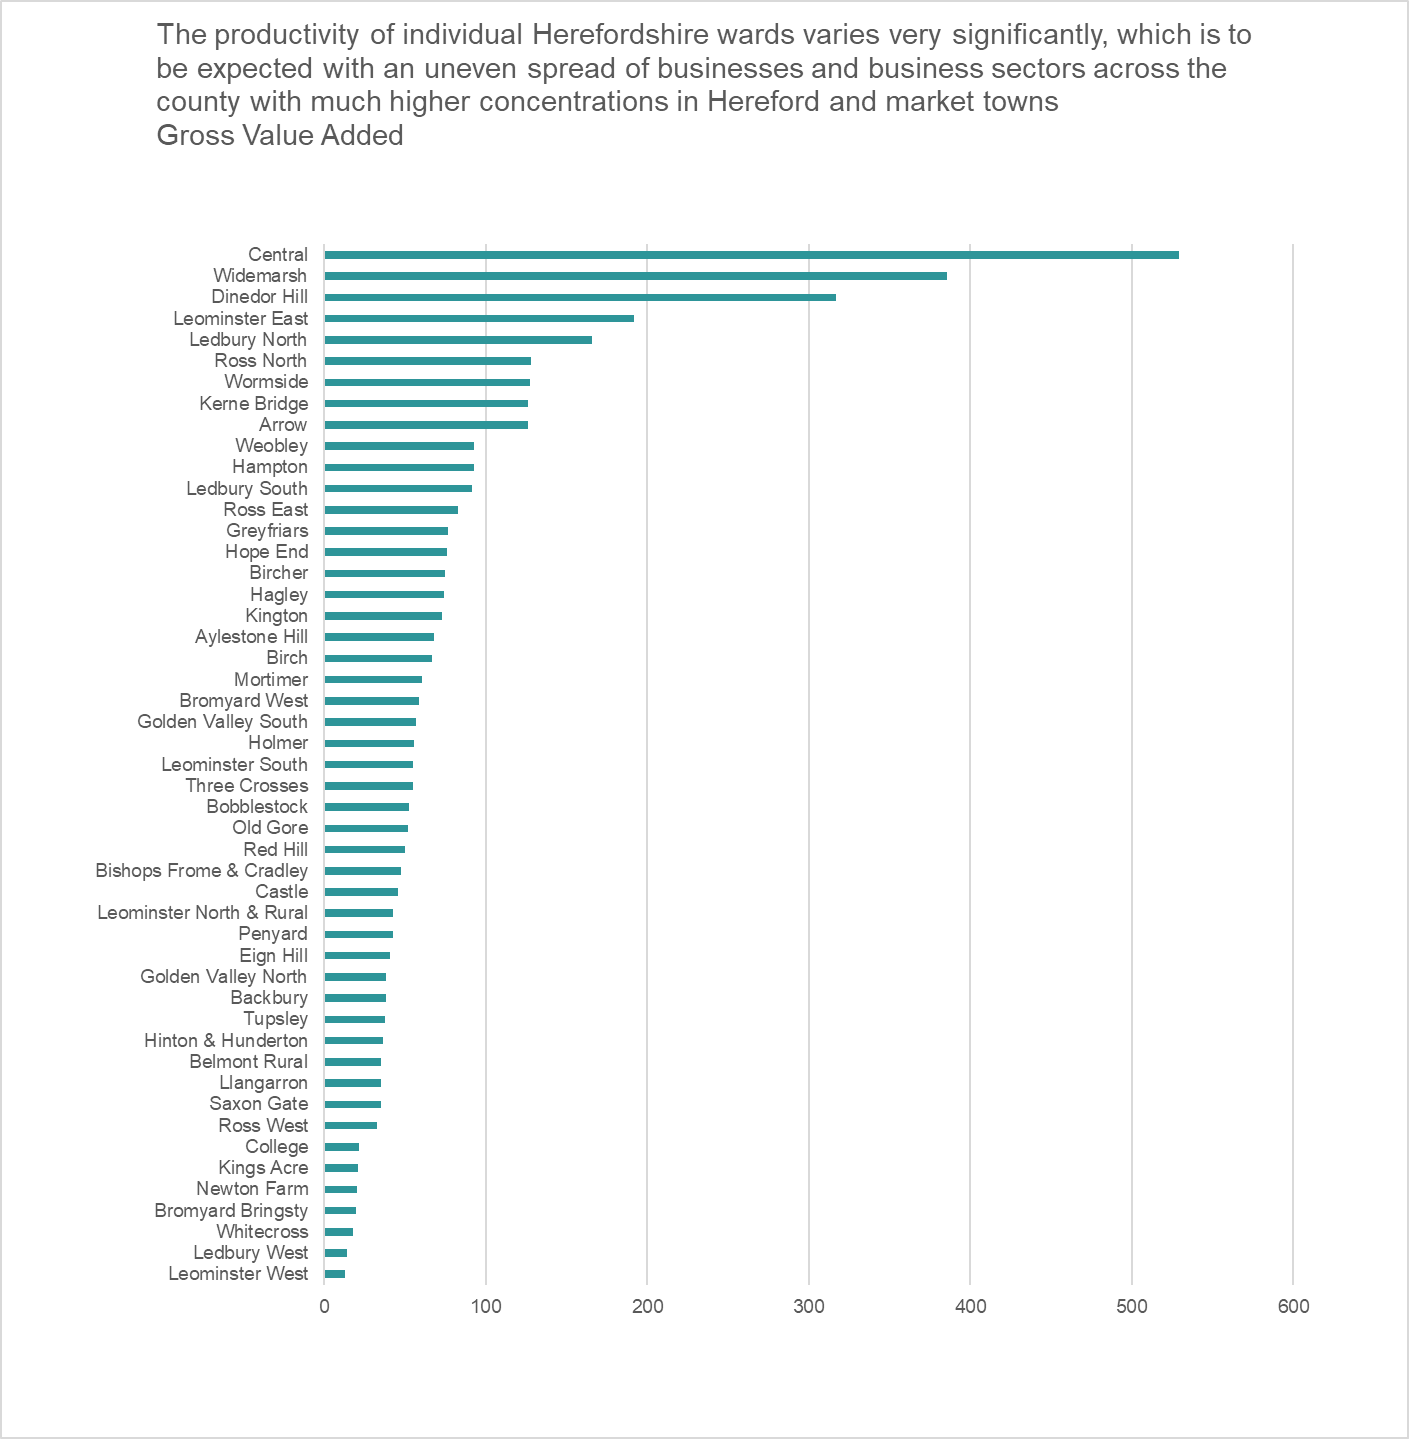 The productivity of individual Herefordshire wards varies very significantly, which is to
be expected with an uneven spread of businesses and business sectors across the
county with much higher concentrations in Hereford and market towns
Gross Value Added
Central
Widemarsh
Dinedor Hill
Leominster East
Ledbury North
Ross North
Wormside
Kerne Bridge
Arrow
Weobley
Hampton
Ledbury South
Ross East
Greyfriars
Hope End
Bircher
Hagley
Kington
Aylestone Hill
Birch
Mortimer
Bromyard West
Golden Valley South
Holmer
Leominster South
Three Crosses
Bobblestock
Old Gore
Red Hill
Bishops Frome & Cradley
Castle
Leominster North & Rural
Penyard
Eign Hill
Golden Valley North
Backbury
Tupsley
Hinton & Hunderton
Belmont Rural
Llangarron
Saxon Gate
Ross West
College
Kings Acre
Newton Farm
Bromyard Bringsty
Whitecross
Ledbury West
Leominster West
0 100 200 300 400 500 600